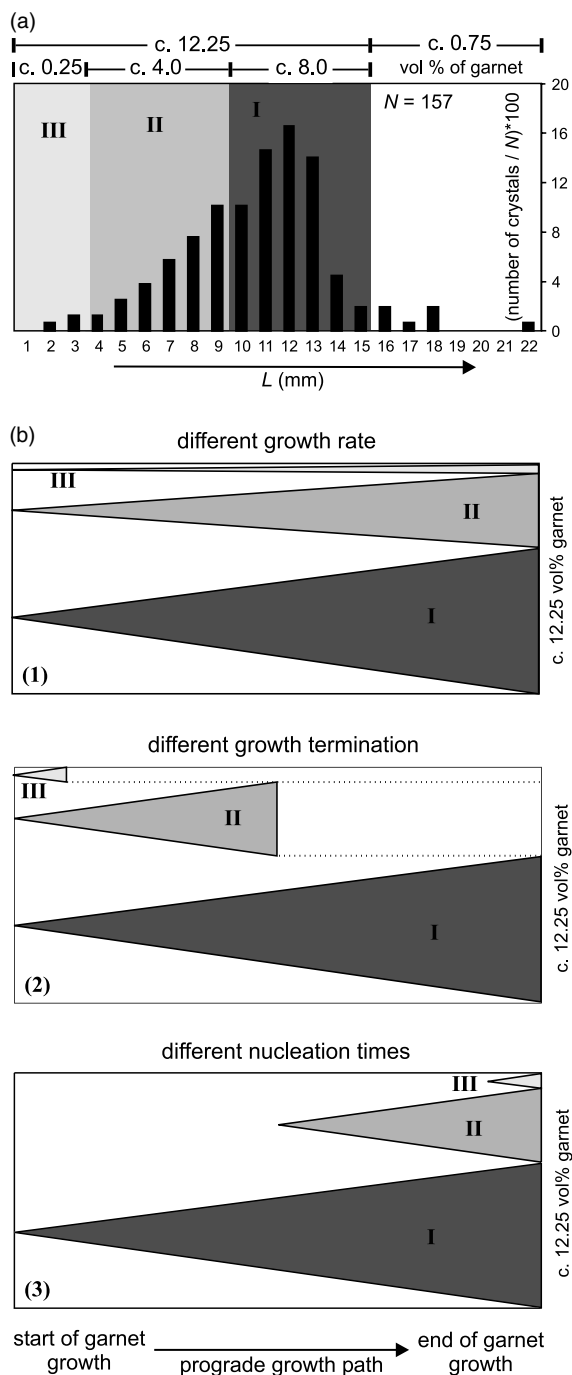 (a)
c. 12.25 c. 0.75
c. 0.25 c. 4.0 c. 8.0 vol % of garnet
III II I N = 157
(number of crystals / N)*100
20
16
12
8
4
0
1 2 3 4 5 6 7 8 9 10 11 12 13 14 15 16 17 18 19 20 21 22
L (mm)
(b)
different growth rate
III
II
I
(1)
c. 12.25 vol% garnet
different growth termination
III
II
I
(2)
c. 12.25 vol% garnet
different nucleation times
III
II
I
(3)
c. 12.25 vol% garnet
start of garnet growth
prograde growth path
end of garnet growth